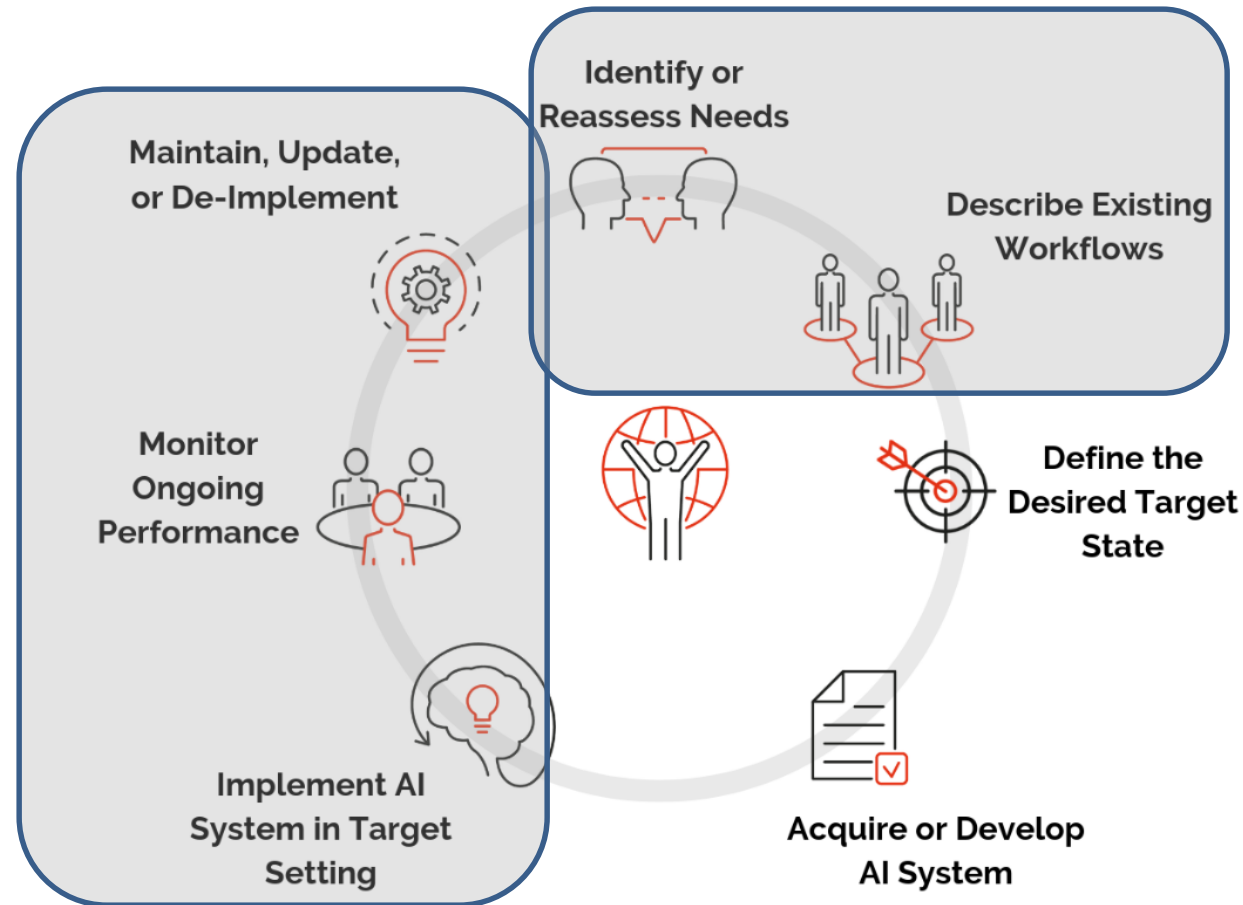 Identify or
Reassess Needs
Describe Existing
Workflows
Define the
Desired Target
State
Acquire or Develop
AI System
Implement AI
System in Target
Setting
Monitor
Ongoing
Performance
Maintain, Update,
or De-Implement